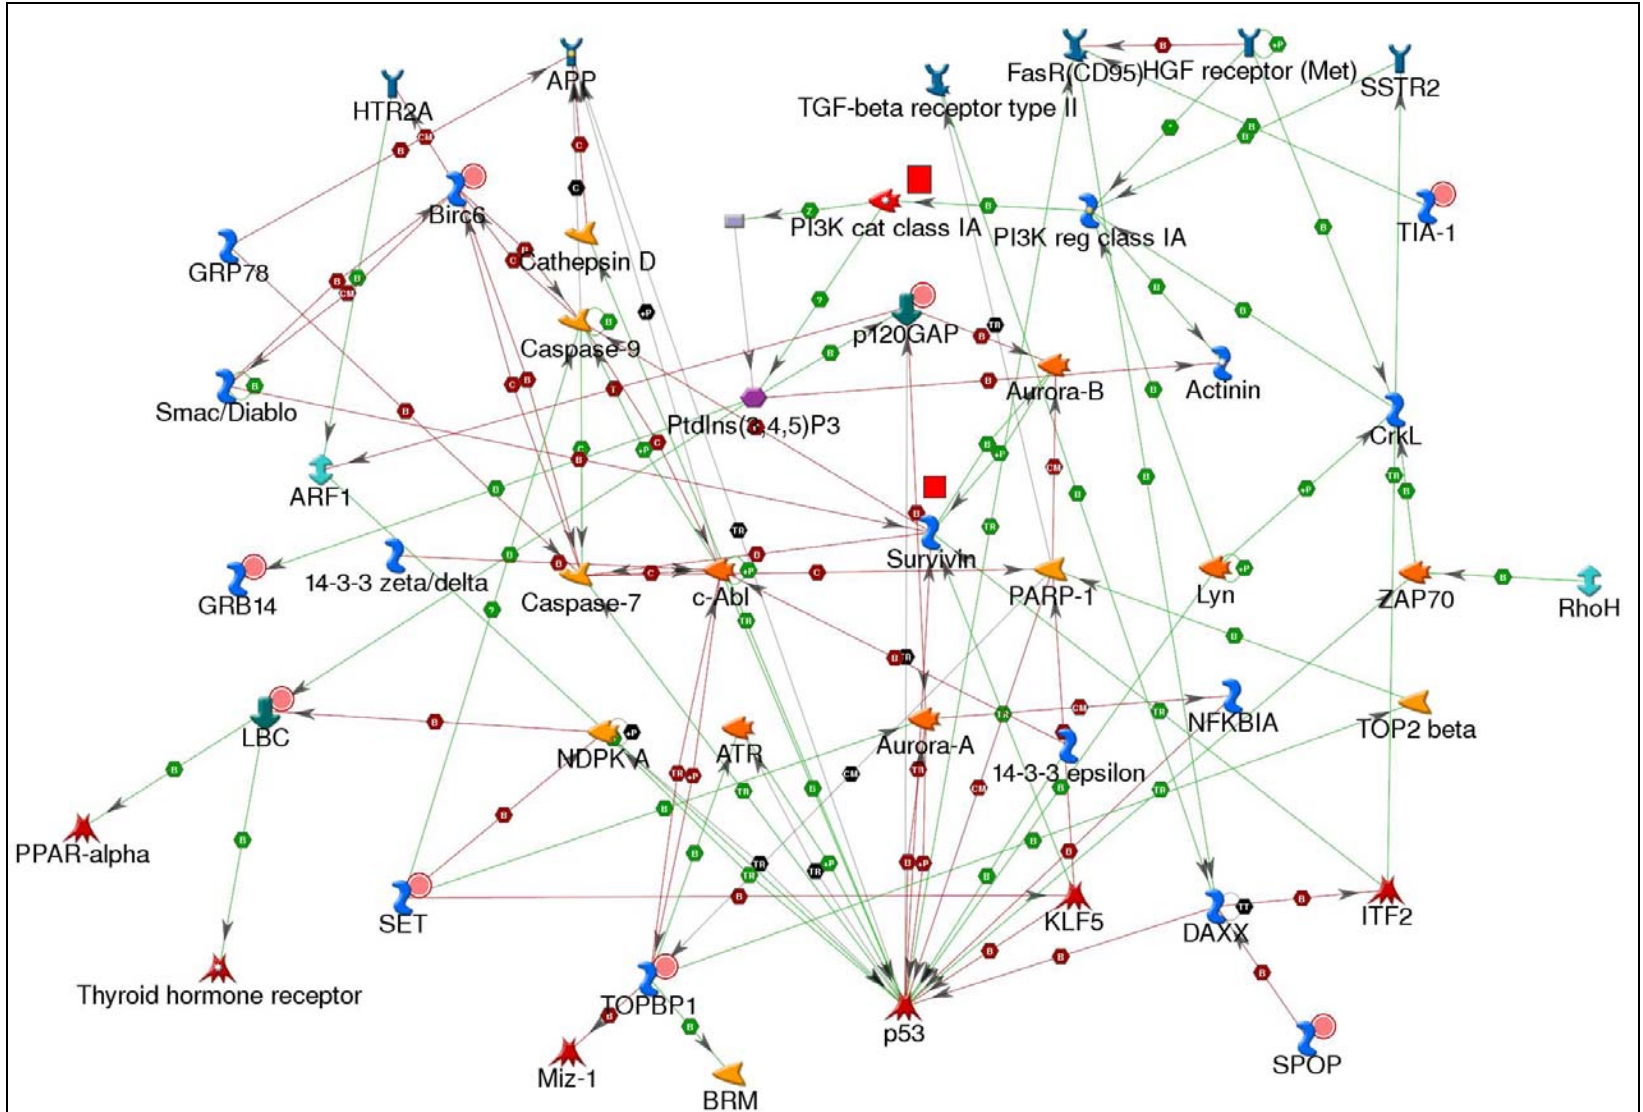 APP
HTR2A
FasR(CD95)
HGF receptor (Met)
SSTR2
TGF-beta receptor type II
Birc6
PI3K cat class IA
PI3K reg class IA
TIA-1
GRP78
Cathepsin D
p120GAP
Caspase-9
Aurora-B
Actinin
Smac/Diablo
PtdIns(3,4,5)P3
CrkL
ARF1
Survivin
14-3-3 zeta/delta
GRB14
Caspase-7
c-Abl
PARP-1
Lyn
ZAP70
RhoH
LBC
NDPK A
ATR
Aurora-A
14-3-3 epsilon
NFKBIA
TOP2 beta
PPAR-alpha
SET
KLF5
DAXX
ITF2
Thyroid hormone receptor
TOPBP1
p53
Miz-1
BRM
SPOP